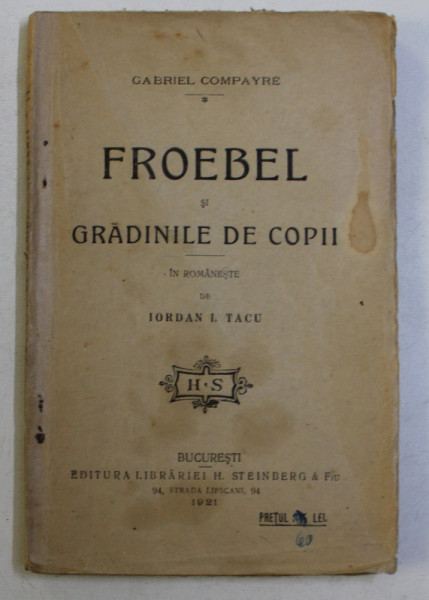 GABRIEL COMPAYRE
FROEBEL
ȘI
GRĂDINILE DE COPII
ÎN ROMÂNEȘTE
DE
IORDAN I. TACU
H·S
BUCUREȘTI
EDITURA LIBRĂRIEI H. STEINBERG & FIU
94, STRADA LIPSCANI, 94
1921
PREȚUL LEI.
60